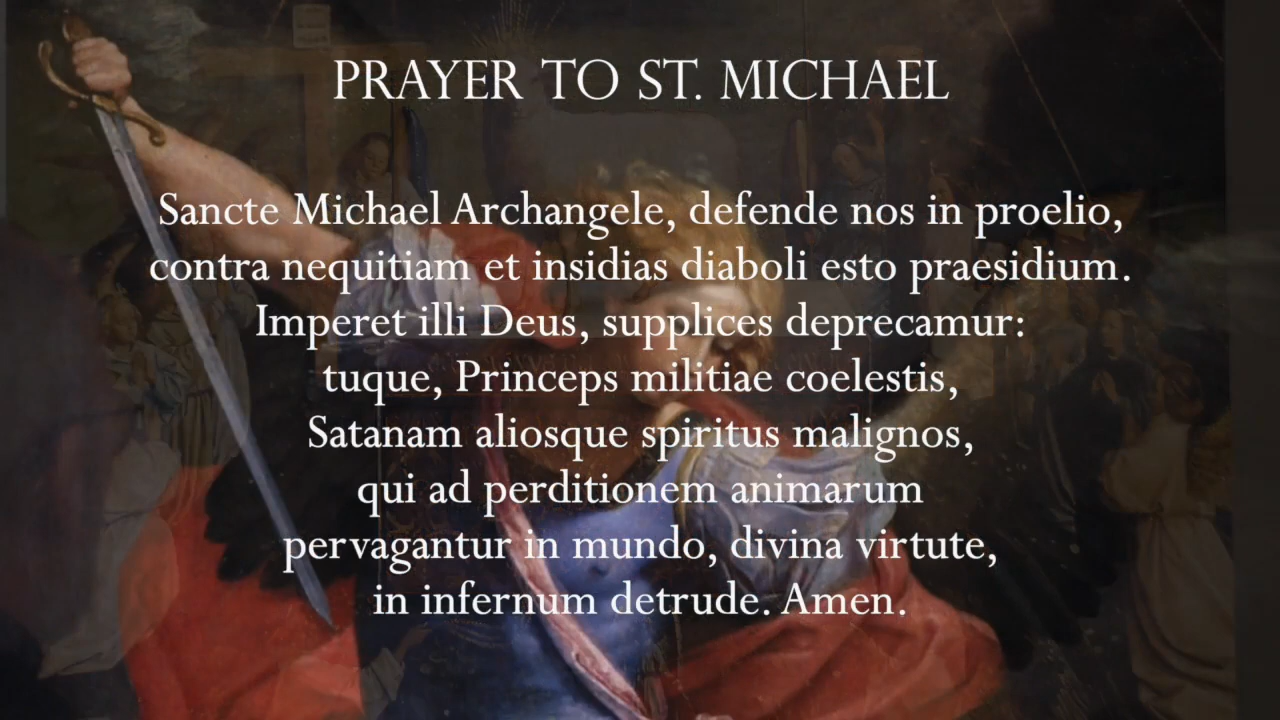 PRAYER TO ST. MICHAEL
Sancte Michael Archangele, defende nos in proelio,
contra nequitiam et insidias diaboli esto praesidium.
Imperet illi Deus, supplices deprecamur:
tuque, Princeps militiae coelestis,
Satanam aliosque spiritus malignos,
qui ad perditionem animarum
pervagantur in mundo, divina virtute,
in infernum detrude. Amen.